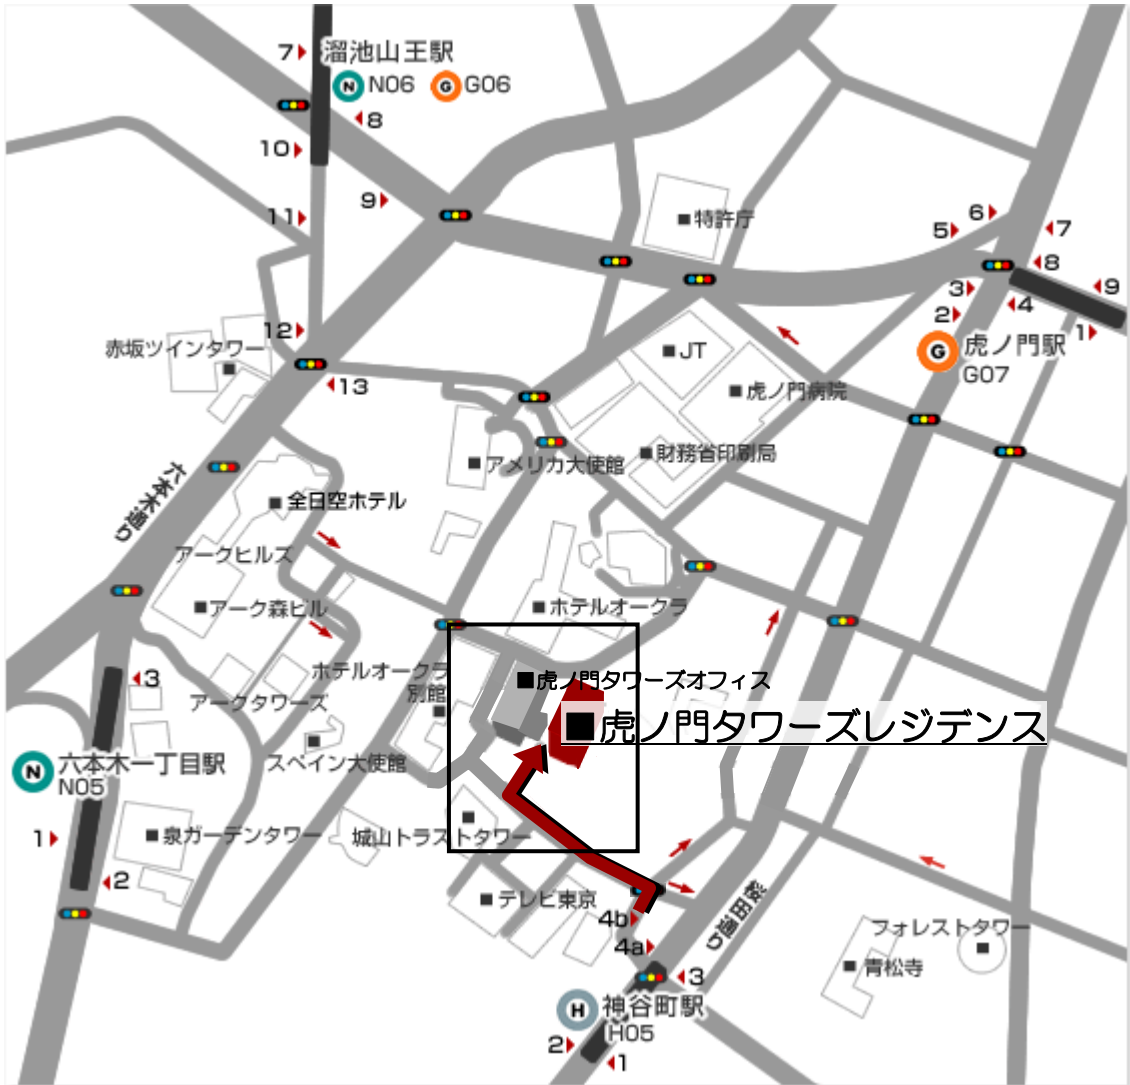 7
溜池山王駅
N N06 G G06
8
10
9
11
特許庁
6
5
7
8
3
9
4
2
1
12
赤坂ツインタワー
JT
G 虎ノ門駅
G07
13
虎ノ門病院
アメリカ大使館
財務省印刷局
六本木通り
全日空ホテル
アークヒルズ
アーク森ビル
ホテルオークラ
ホテルオークラ
別館
虎ノ門タワーズオフィス
3
アークタワーズ
虎ノ門タワーズレジデンス
スペイン大使館
N 六本木一丁目駅
N05
1
泉ガーデンタワー
城山トラストタワー
2
テレビ東京
桜田通り
4b
4a
フォレストタワー
青松寺
3
H 神谷町駅
H05
2
1